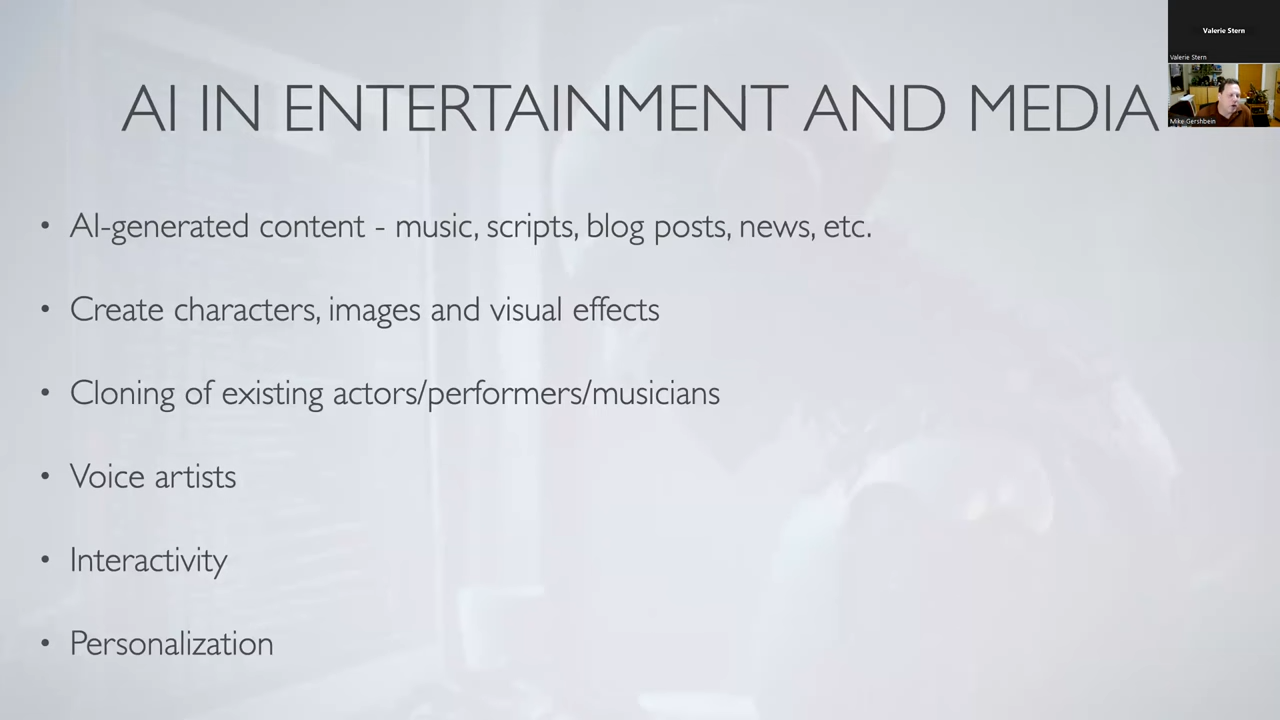 Valerie Stern
Valerie Stern
AI IN ENTERTAINMENT AND MEDIA
Mike Gershbein
• AI-generated content - music, scripts, blog posts, news, etc.
• Create characters, images and visual effects
• Cloning of existing actors/performers/musicians
• Voice artists
• Interactivity
• Personalization